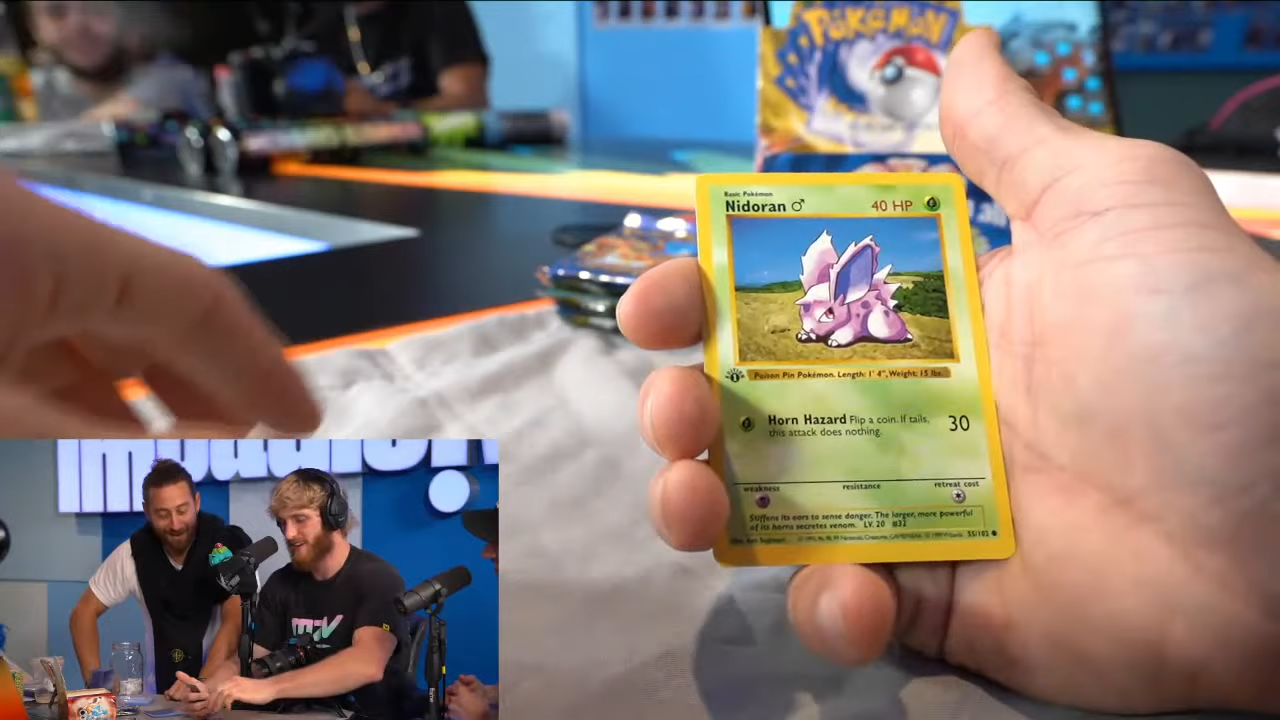 POKéMON
Basic Pokémon
Nidoran ♂ 40 HP
Poison Pin Pokémon. Length: 1' 4", Weight: 15 lbs.
Horn Hazard Flip a coin. If tails,
this attack does nothing.
30
weakness resistance retreat cost
Stiffens its ears to sense danger. The larger, more powerful
of its horns secretes venom. LV. 20 #32
55/102